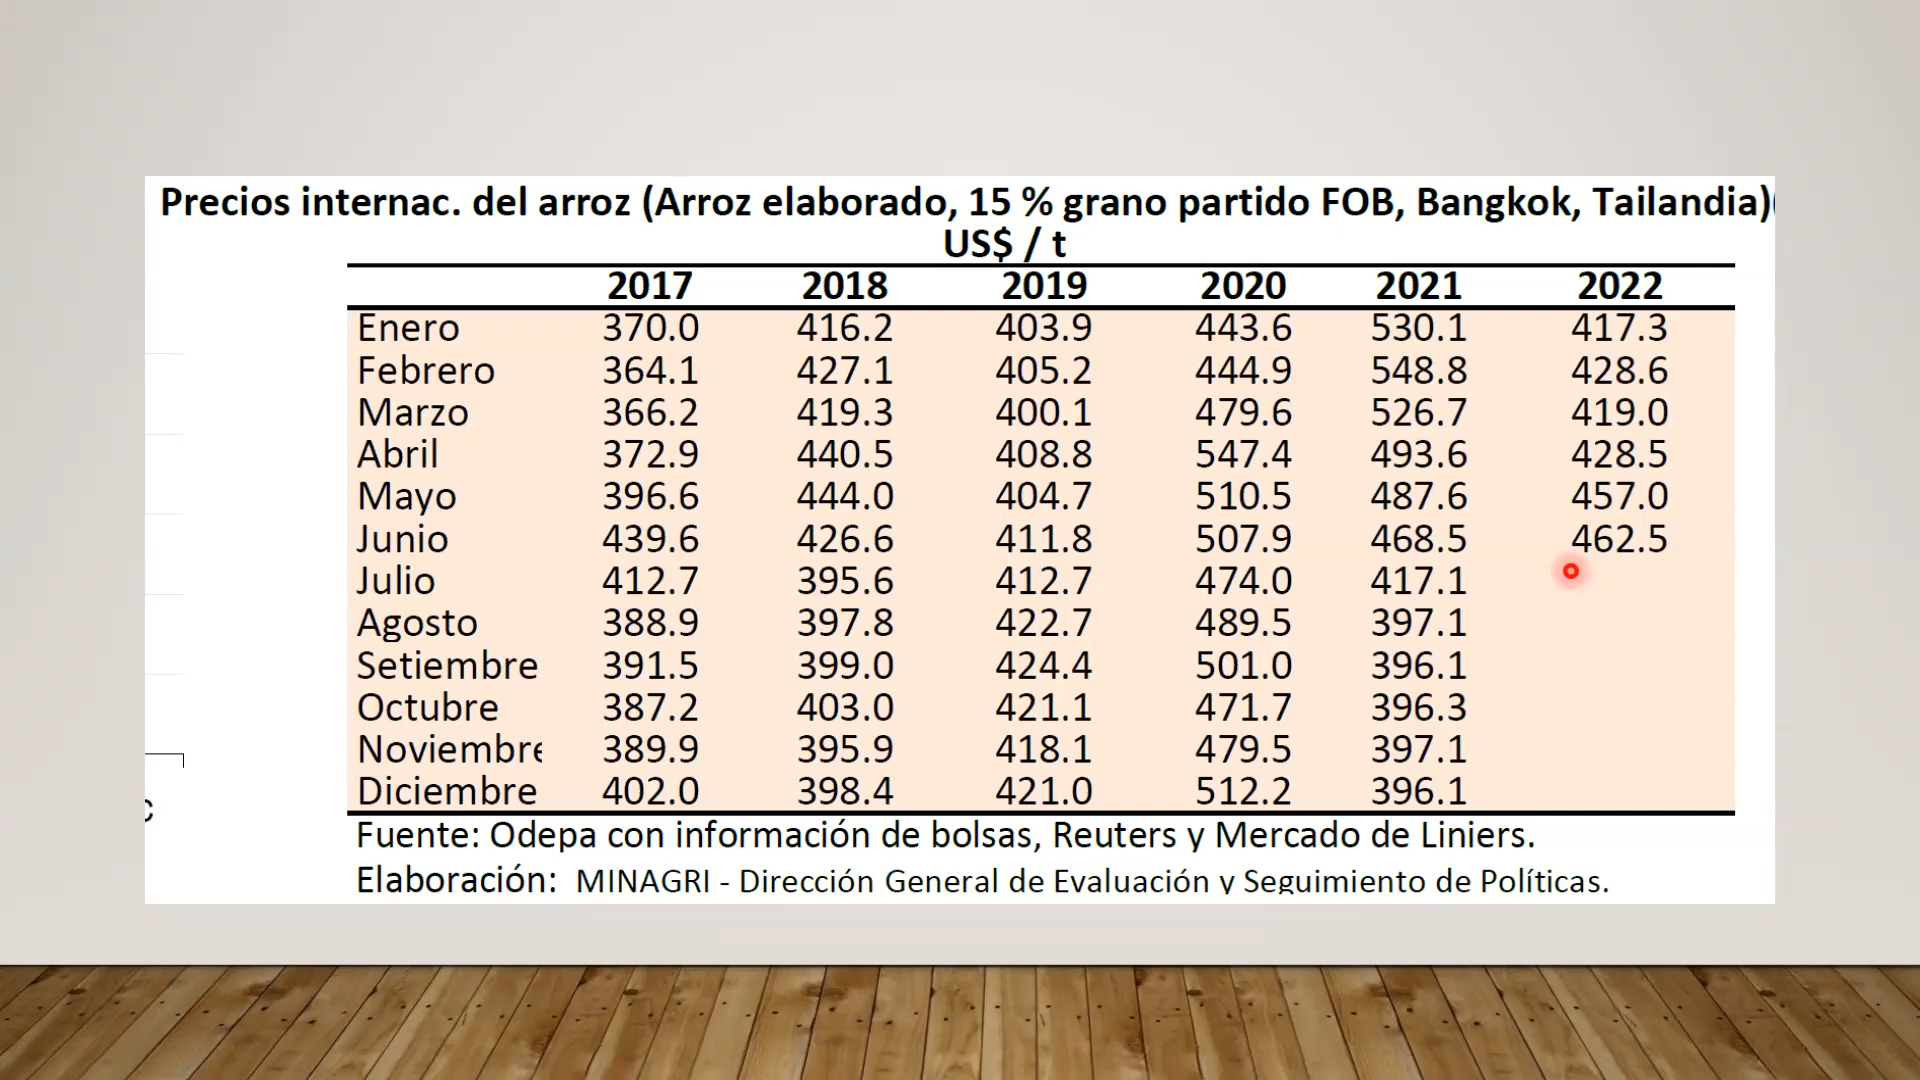 Precios internac. del arroz (Arroz elaborado, 15 % grano partido FOB, Bangkok, Tailandia)
US$ / t
2017 2018 2019 2020 2021 2022
Enero 370.0 416.2 403.9 443.6 530.1 417.3
Febrero 364.1 427.1 405.2 444.9 548.8 428.6
Marzo 366.2 419.3 400.1 479.6 526.7 419.0
Abril 372.9 440.5 408.8 547.4 493.6 428.5
Mayo 396.6 444.0 404.7 510.5 487.6 457.0
Junio 439.6 426.6 411.8 507.9 468.5 462.5
Julio 412.7 395.6 412.7 474.0 417.1
Agosto 388.9 397.8 422.7 489.5 397.1
Setiembre 391.5 399.0 424.4 501.0 396.1
Octubre 387.2 403.0 421.1 471.7 396.3
Noviembre 389.9 395.9 418.1 479.5 397.1
Diciembre 402.0 398.4 421.0 512.2 396.1
Fuente: Odepa con información de bolsas, Reuters y Mercado de Liniers.
Elaboración: MINAGRI - Dirección General de Evaluación y Seguimiento de Políticas.